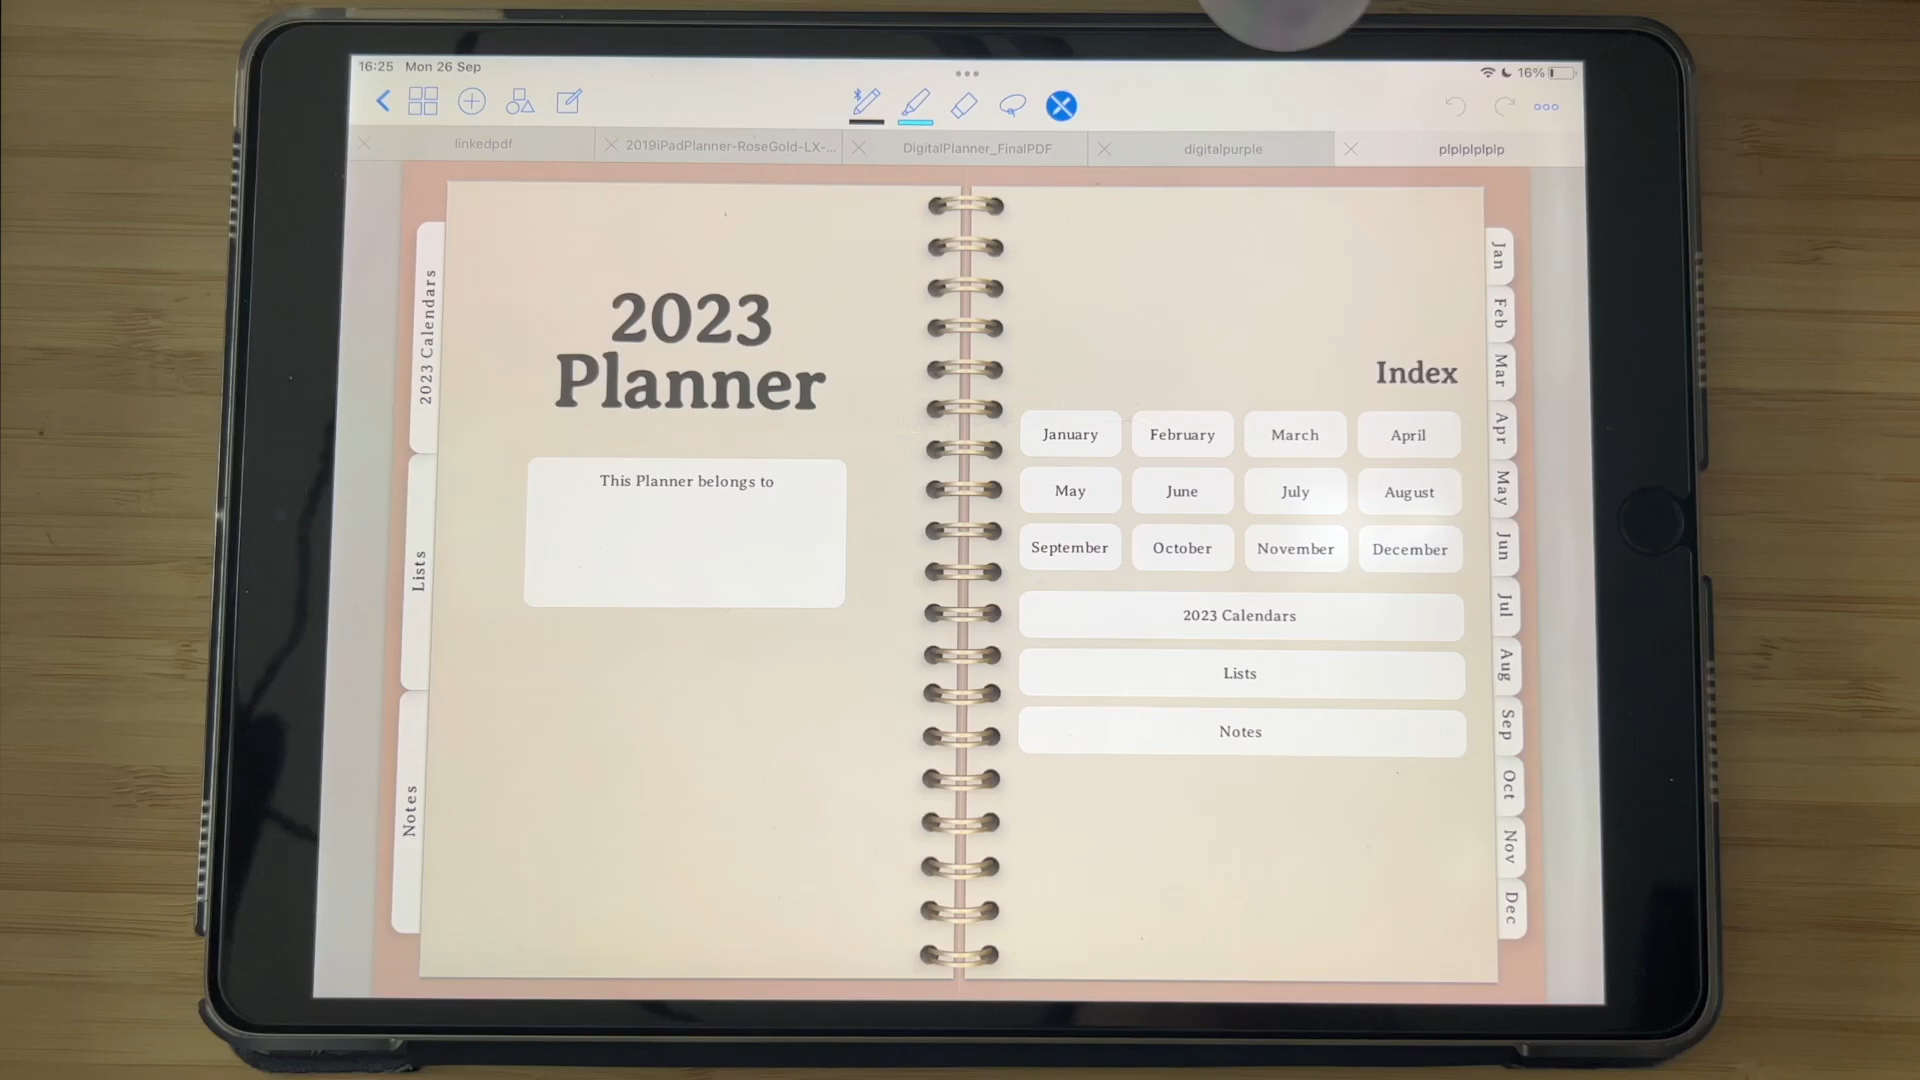 16:25 Mon 26 Sep
16%
linkedpdf
2019iPadPlanner-RoseGold-LX-...
DigitalPlanner_FinalPDF
digitalpurple
plplplplplp
2023 Calendars
Lists
Notes
2023
Planner
This Planner belongs to
Index
January February March April
May June July August
September October November December
2023 Calendars
Lists
Notes
Jan
Feb
Mar
Apr
May
Jun
Jul
Aug
Sep
Oct
Nov
Dec